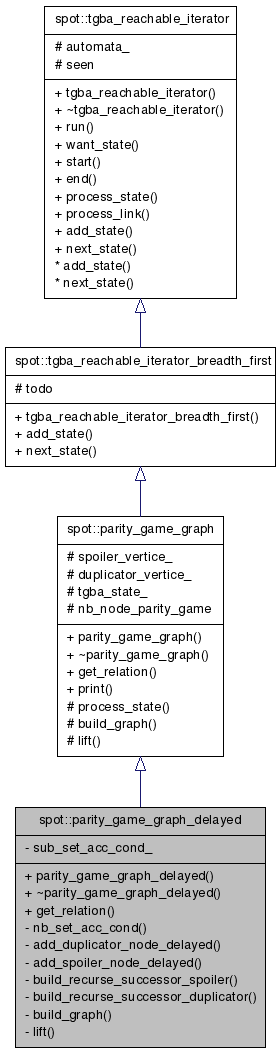 spot::tgba_reachable_iterator
# automata_
# seen
+ tgba_reachable_iterator()
+ ~tgba_reachable_iterator()
+ run()
+ want_state()
+ start()
+ end()
+ process_state()
+ process_link()
+ add_state()
+ next_state()
* add_state()
* next_state()
spot::tgba_reachable_iterator_breadth_first
# todo
+ tgba_reachable_iterator_breadth_first()
+ add_state()
+ next_state()
spot::parity_game_graph
# spoiler_vertice_
# duplicator_vertice_
# tgba_state_
# nb_node_parity_game
+ parity_game_graph()
+ ~parity_game_graph()
+ get_relation()
+ print()
# process_state()
# build_graph()
# lift()
spot::parity_game_graph_delayed
- sub_set_acc_cond_
+ parity_game_graph_delayed()
+ ~parity_game_graph_delayed()
+ get_relation()
- nb_set_acc_cond()
- add_duplicator_node_delayed()
- add_spoiler_node_delayed()
- build_recurse_successor_spoiler()
- build_recurse_successor_duplicator()
- build_graph()
- lift()